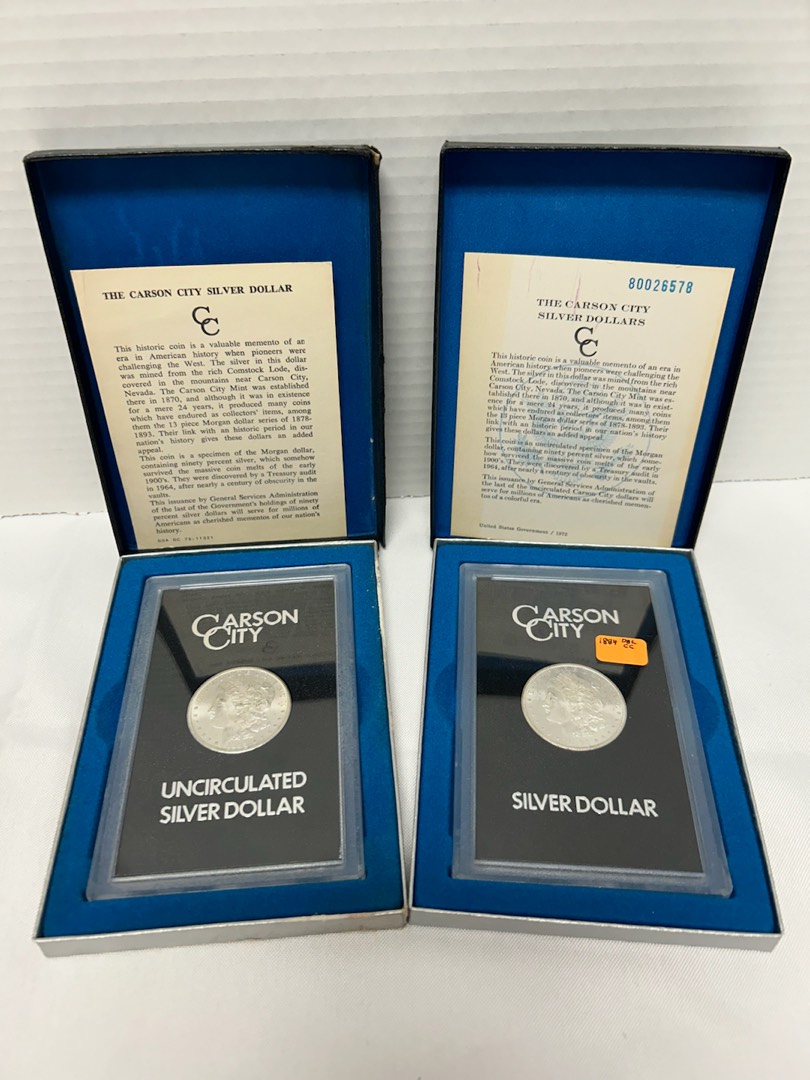 THE CARSON CITY SILVER DOLLAR
CC
This historic coin is a valuable memento of an
era in American history when pioneers were
challenging the West. The silver in this dollar
was mined from the rich Comstock Lode, dis-
covered in the mountains near Carson City,
Nevada. The Carson City Mint was established
there in 1870, and although it was in existence
for a mere 24 years, it produced many coins
which have endured as collectors' items, among
them the 13 piece Morgan dollar series of 1878-
1893. Their link with an historic period in our
nation's history gives these dollars an added
appeal.
This coin is a specimen of the Morgan dollar,
containing ninety percent silver, which somehow
survived the massive coin melts of the early
1900's. They were discovered by a Treasury audit
in 1964, after nearly a century of obscurity in the
vaults.
This issuance by General Services Administration
of the last of the Government's holdings of ninety
percent silver dollars will serve for millions of
Americans as cherished mementos of our nation's
history.
80026578
THE CARSON CITY
SILVER DOLLARS
CC
This historic coin is a valuable memento of an era in
American history when pioneers were challenging the
West. The silver in this dollar was mined from the rich
Comstock Lode, discovered in the mountains near
Carson City, Nevada. The Carson City Mint was es-
tablished there in 1870, and although it was in exist-
ence for a mere 24 years, it produced many coins
which have endured as collectors' items, among them
the 13 piece Morgan dollar series of 1878-1893. Their
link with an historic period in our nation's history
gives these dollars an added appeal.
This coin is an uncirculated specimen of the Morgan
dollar, containing ninety percent silver, which some-
how survived the massive coin melts of the early
1900's. They were discovered by a Treasury audit in
1964, after nearly a century of obscurity in the vaults.
This issuance by General Services Administration of
the last of the uncirculated Carson City dollars will
serve for millions of Americans as cherished memen-
tos of a colorful era.
United States Government / 1972
CARSON
CITY
UNCIRCULATED
SILVER DOLLAR
CARSON
CITY
1884
CC
SILVER DOLLAR